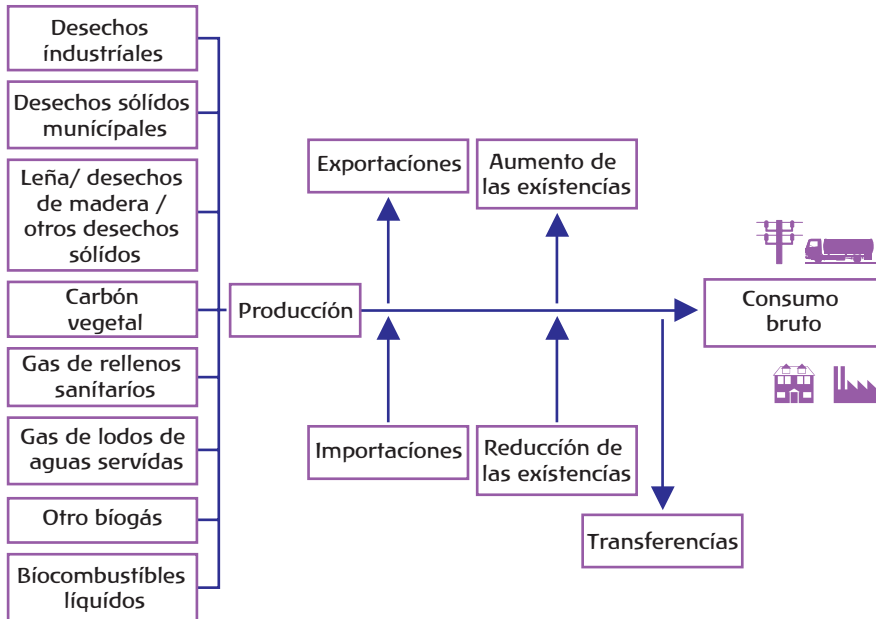 Desechos
industriales
Desechos sólidos
municipales
Leña/ desechos
de madera /
otros desechos
sólidos
Carbón
vegetal
Gas de rellenos
sanitarios
Gas de lodos de
aguas servidas
Otro biogás
Biocombustibles
líquidos
Producción
Exportaciones
Importaciones
Aumento de
las existencias
Reducción de
las existencias
Transferencias
Consumo
bruto